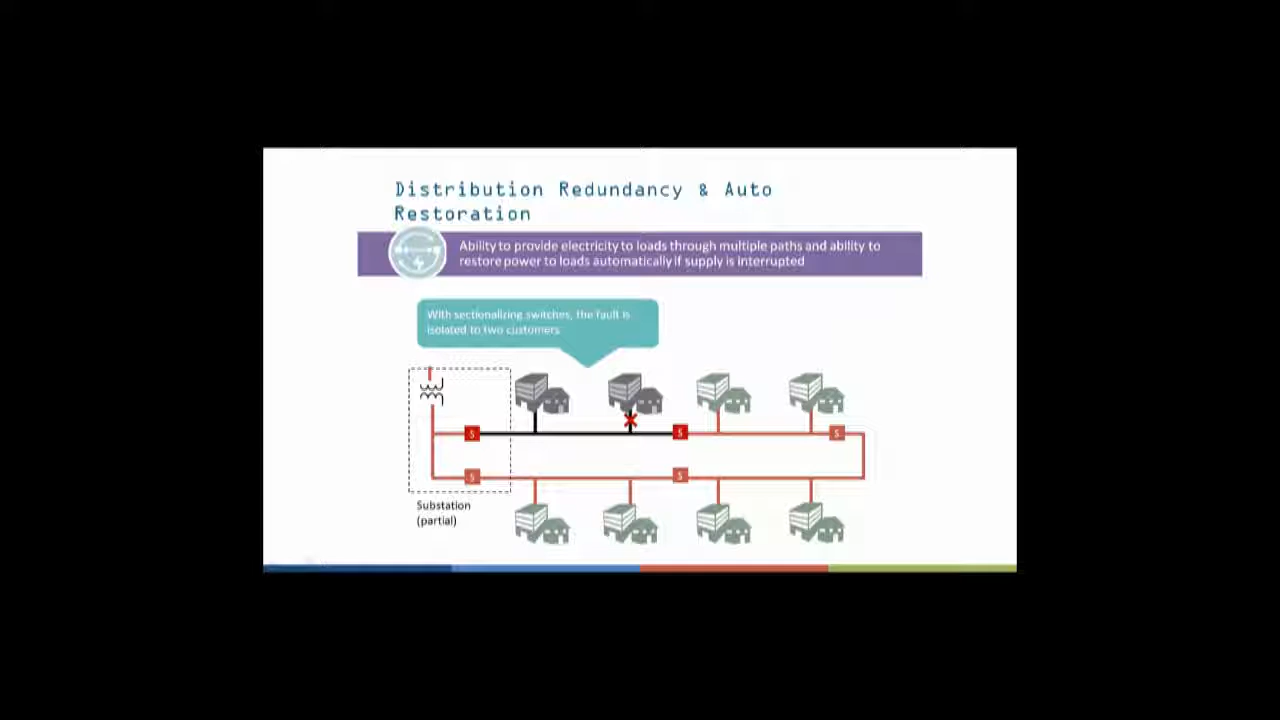 Distribution Redundancy & Auto
Restoration
Ability to provide electricity to loads through multiple paths and ability to
restore power to loads automatically if supply is interrupted
With sectionalizing switches, the fault is
isolated to two customers
S
S
S
S
S
Substation
(partial)